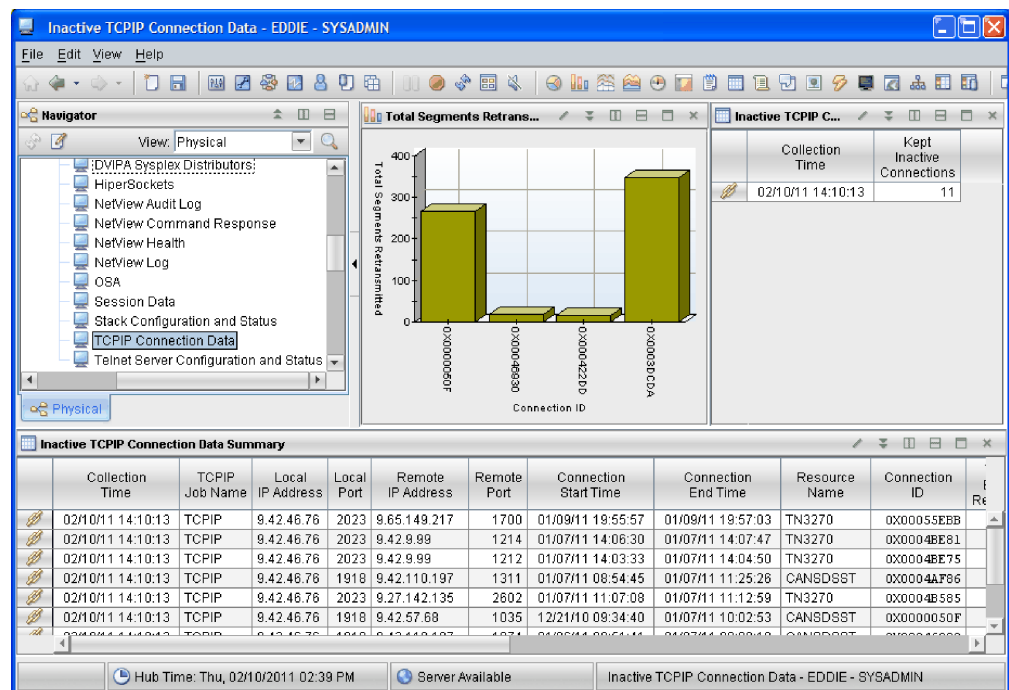 Inactive TCPIP Connection Data - EDDIE - SYSADMIN
File Edit View Help
Navigator
View: Physical
DVIPA Sysplex Distributors
HiperSockets
NetView Audit Log
NetView Command Response
NetView Health
NetView Log
OSA
Session Data
Stack Configuration and Status
TCPIP Connection Data
Telnet Server Configuration and Status
Physical
Total Segments Retrans...
Total Segments Retransmitted
400
300
200
100
0
0X0000050F
0X00046930
0X000422DD
0X0003DCDA
Connection ID
Inactive TCPIP C...
Collection Time
Kept Inactive Connections
02/10/11 14:10:13 11
Inactive TCPIP Connection Data Summary
Collection Time TCPIP Job Name Local IP Address Local Port Remote IP Address Remote Port Connection Start Time Connection End Time Resource Name Connection ID
02/10/11 14:10:13 TCPIP 9.42.46.76 2023 9.65.149.217 1700 01/09/11 19:55:57 01/09/11 19:57:03 TN3270 0X00055EBB
02/10/11 14:10:13 TCPIP 9.42.46.76 2023 9.42.9.99 1214 01/07/11 14:06:30 01/07/11 14:07:47 TN3270 0X0004BE81
02/10/11 14:10:13 TCPIP 9.42.46.76 2023 9.42.9.99 1212 01/07/11 14:03:33 01/07/11 14:04:50 TN3270 0X0004BE75
02/10/11 14:10:13 TCPIP 9.42.46.76 1918 9.42.110.197 1311 01/07/11 08:54:45 01/07/11 11:25:26 CANSDSST 0X0004AF86
02/10/11 14:10:13 TCPIP 9.42.46.76 2023 9.27.142.135 2602 01/07/11 11:07:08 01/07/11 11:12:59 TN3270 0X0004B585
02/10/11 14:10:13 TCPIP 9.42.46.76 1918 9.42.57.68 1035 12/21/10 09:34:40 01/07/11 10:02:53 CANSDSST 0X0000050F
Hub Time: Thu, 02/10/2011 02:39 PM
Server Available
Inactive TCPIP Connection Data - EDDIE - SYSADMIN